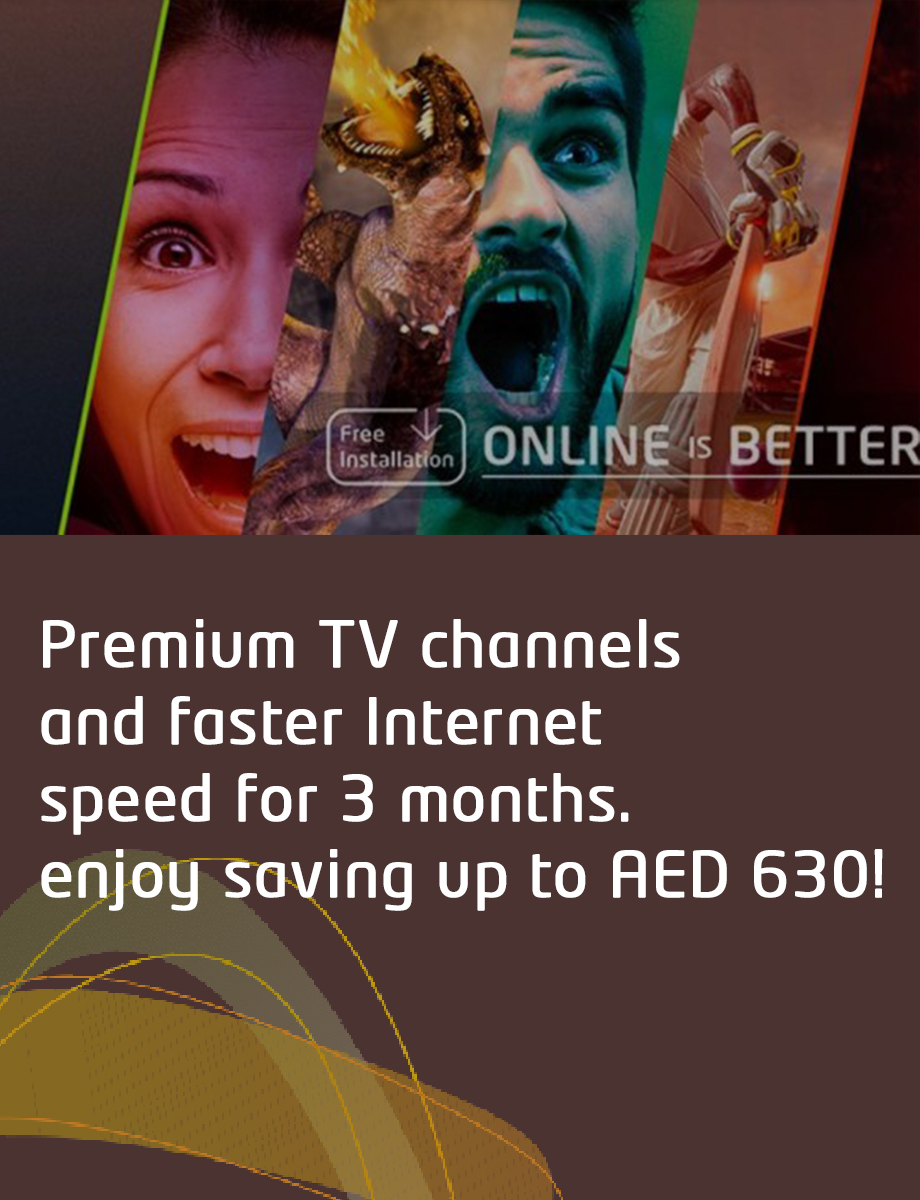 Free
Installation
ONLINE IS BETTER
Premium TV channels
and faster Internet
speed for 3 months.
enjoy saving up to AED 630!